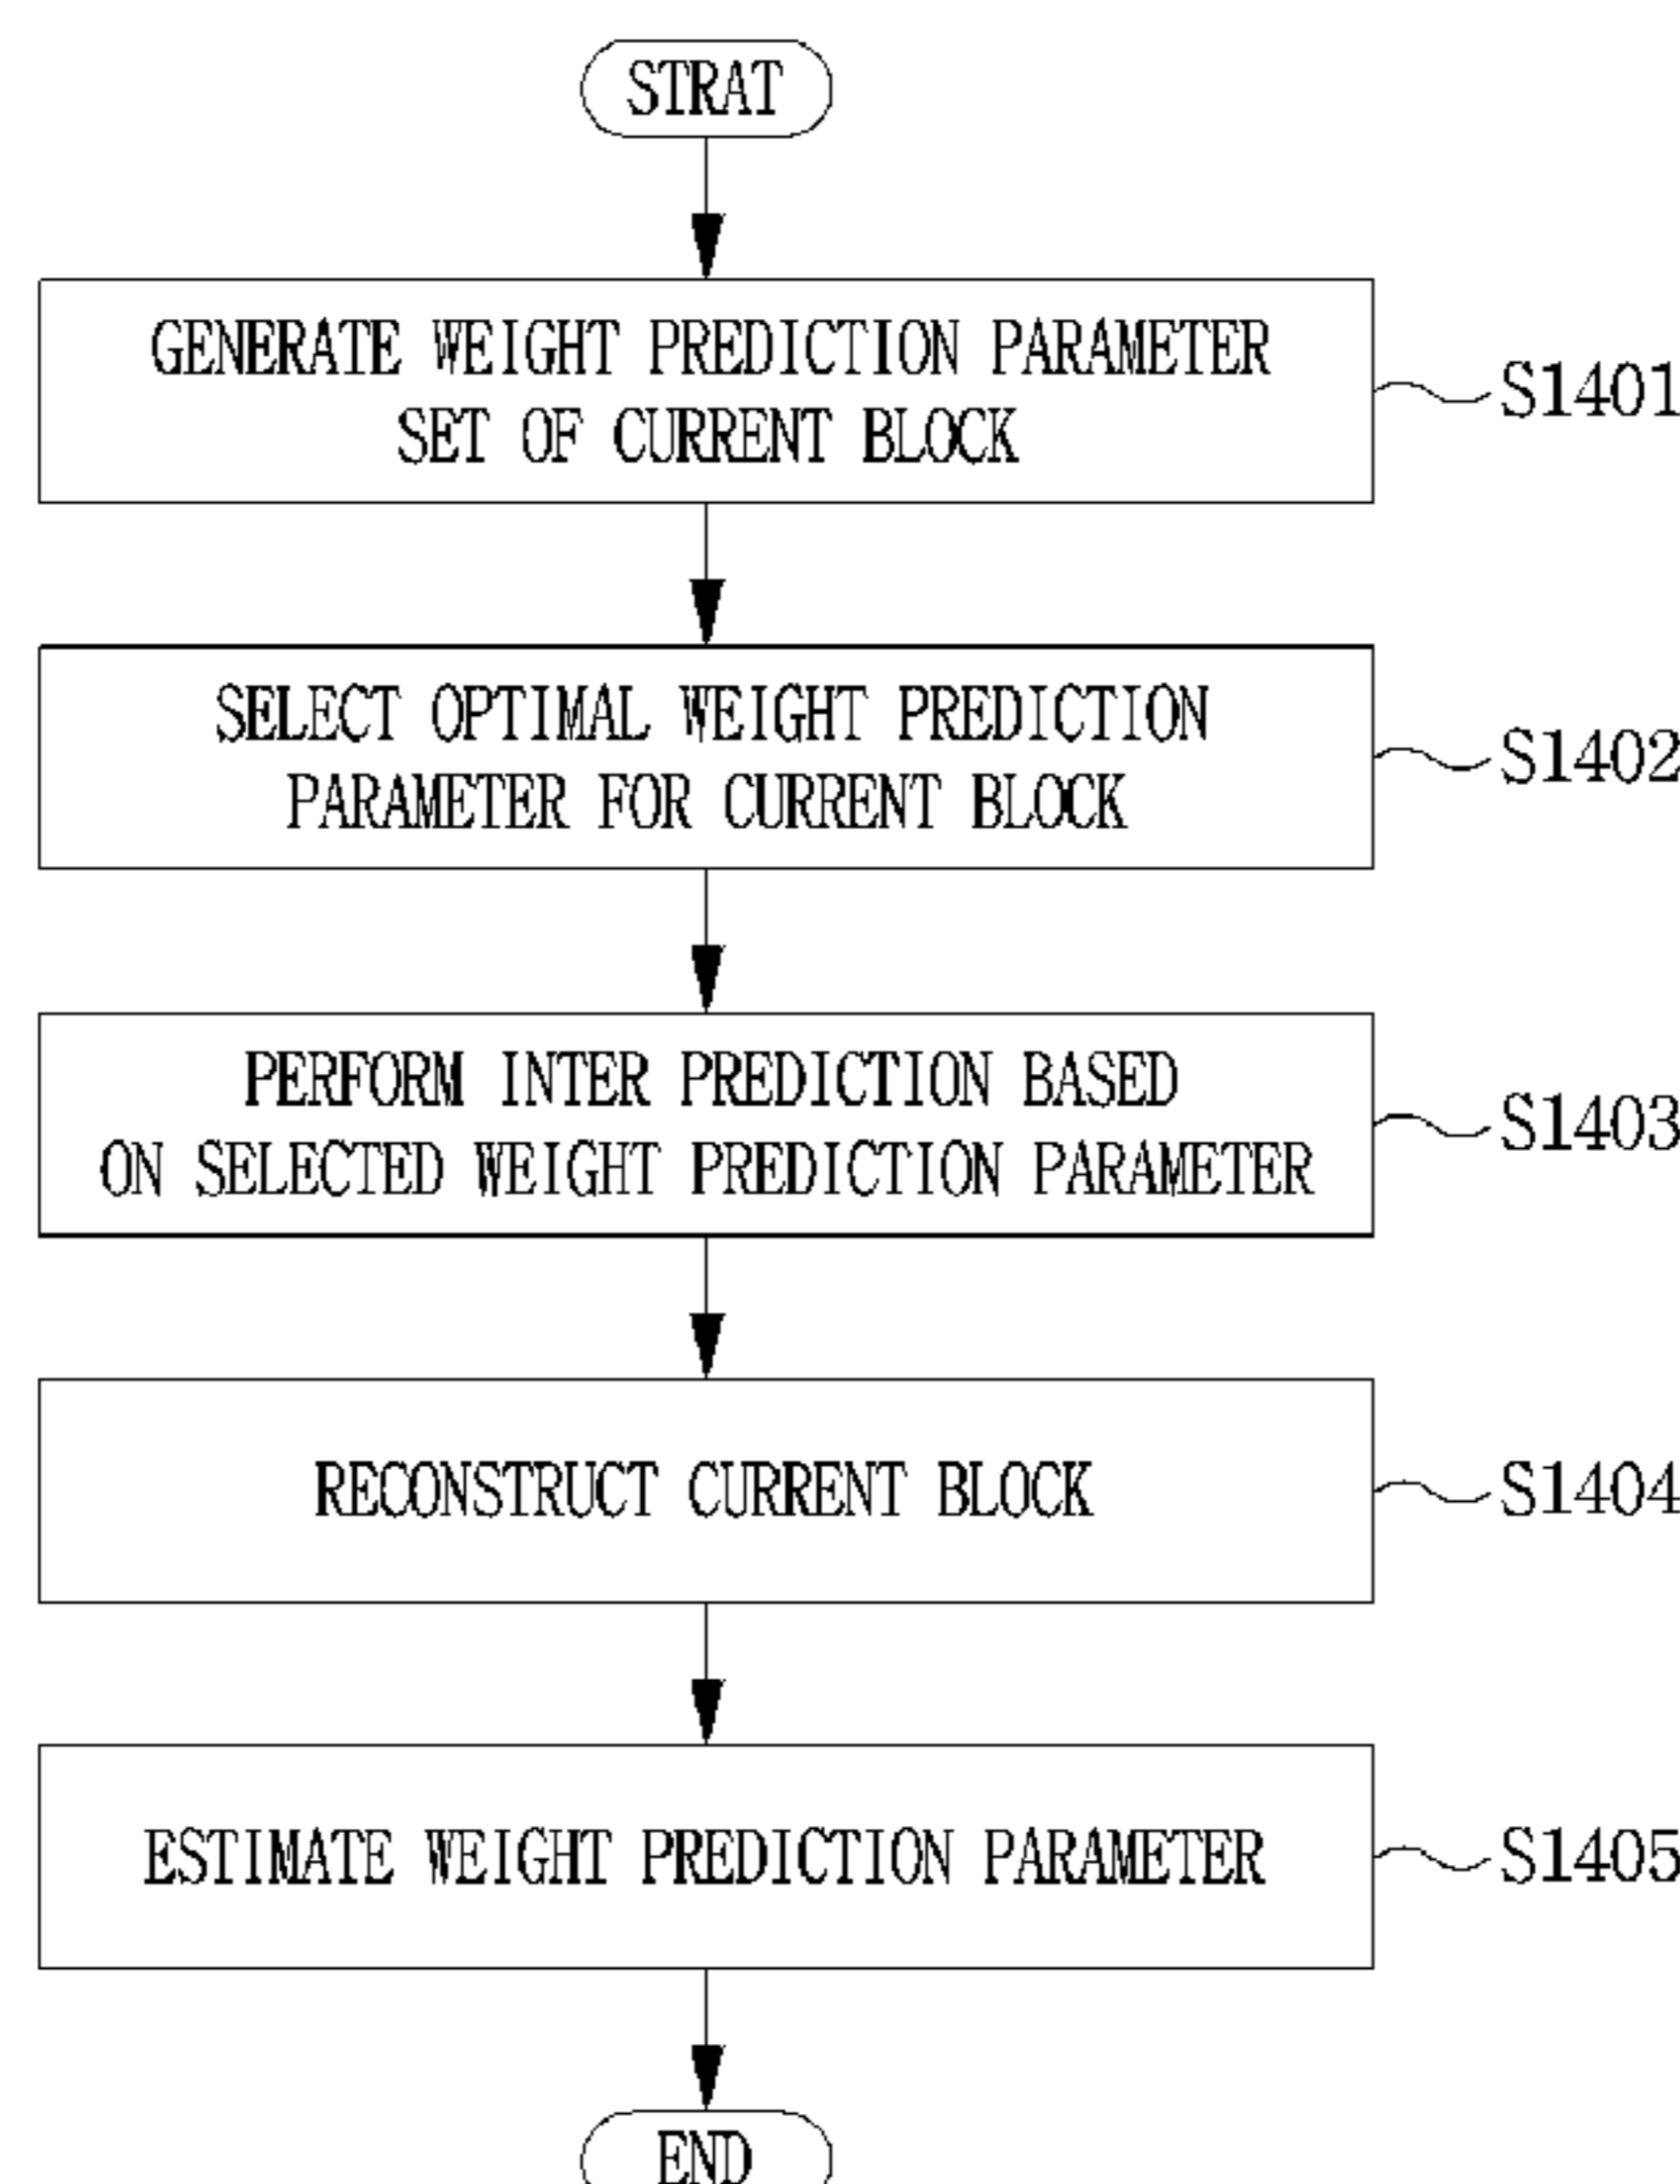 STRAT
GENERATE WEIGHT PREDICTION PARAMETER
SET OF CURRENT BLOCK
S1401
SELECT OPTIMAL WEIGHT PREDICTION
PARAMETER FOR CURRENT BLOCK
S1402
PERFORM INTER PREDICTION BASED
ON SELECTED WEIGHT PREDICTION PARAMETER
S1403
RECONSTRUCT CURRENT BLOCK
S1404
ESTIMATE WEIGHT PREDICTION PARAMETER
S1405
END